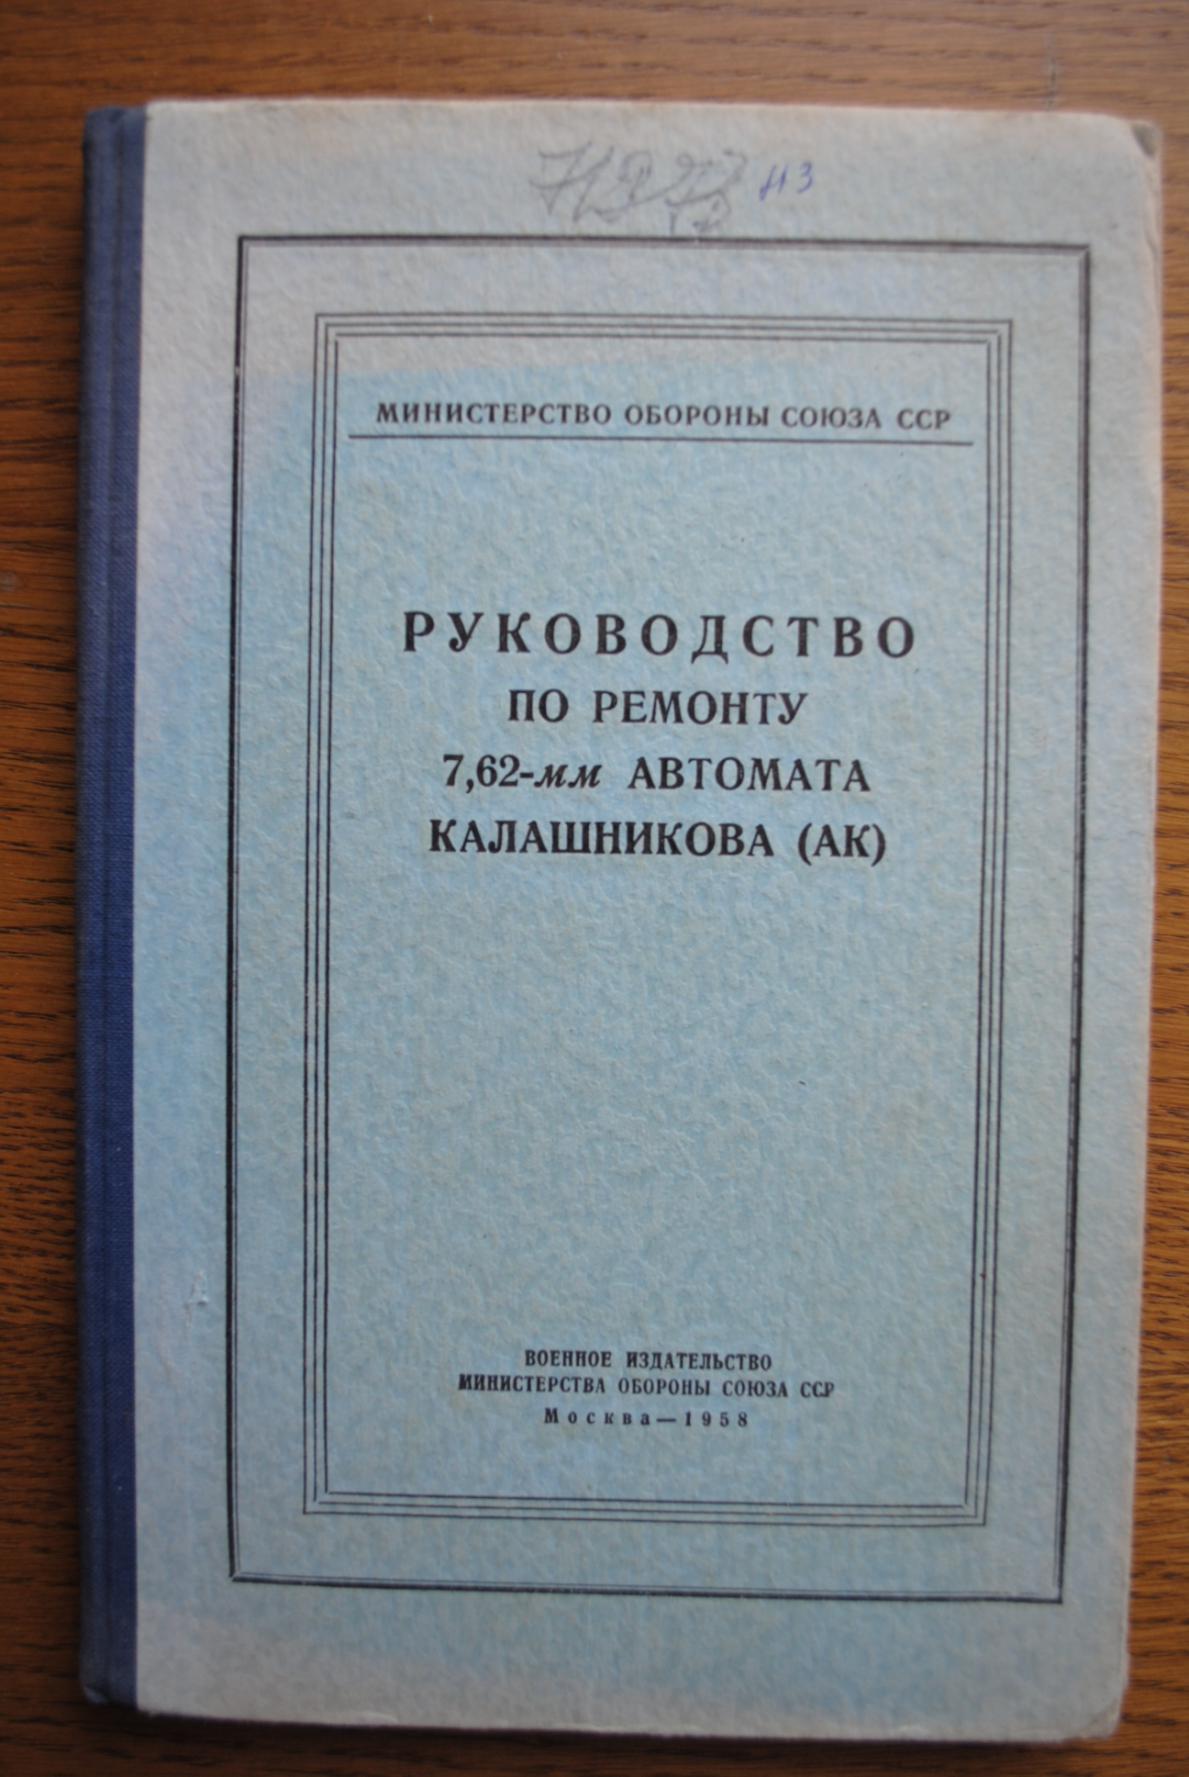 из
МИНИСТЕРСТВО ОБОРОНЫ СОЮЗА ССР
РУКОВОДСТВО
ПО РЕМОНТУ
7,62-мм АВТОМАТА
КАЛАШНИКОВА (АК)
ВОЕННОЕ ИЗДАТЕЛЬСТВО
МИНИСТЕРСТВА ОБОРОНЫ СОЮЗА ССР
Москва—1958